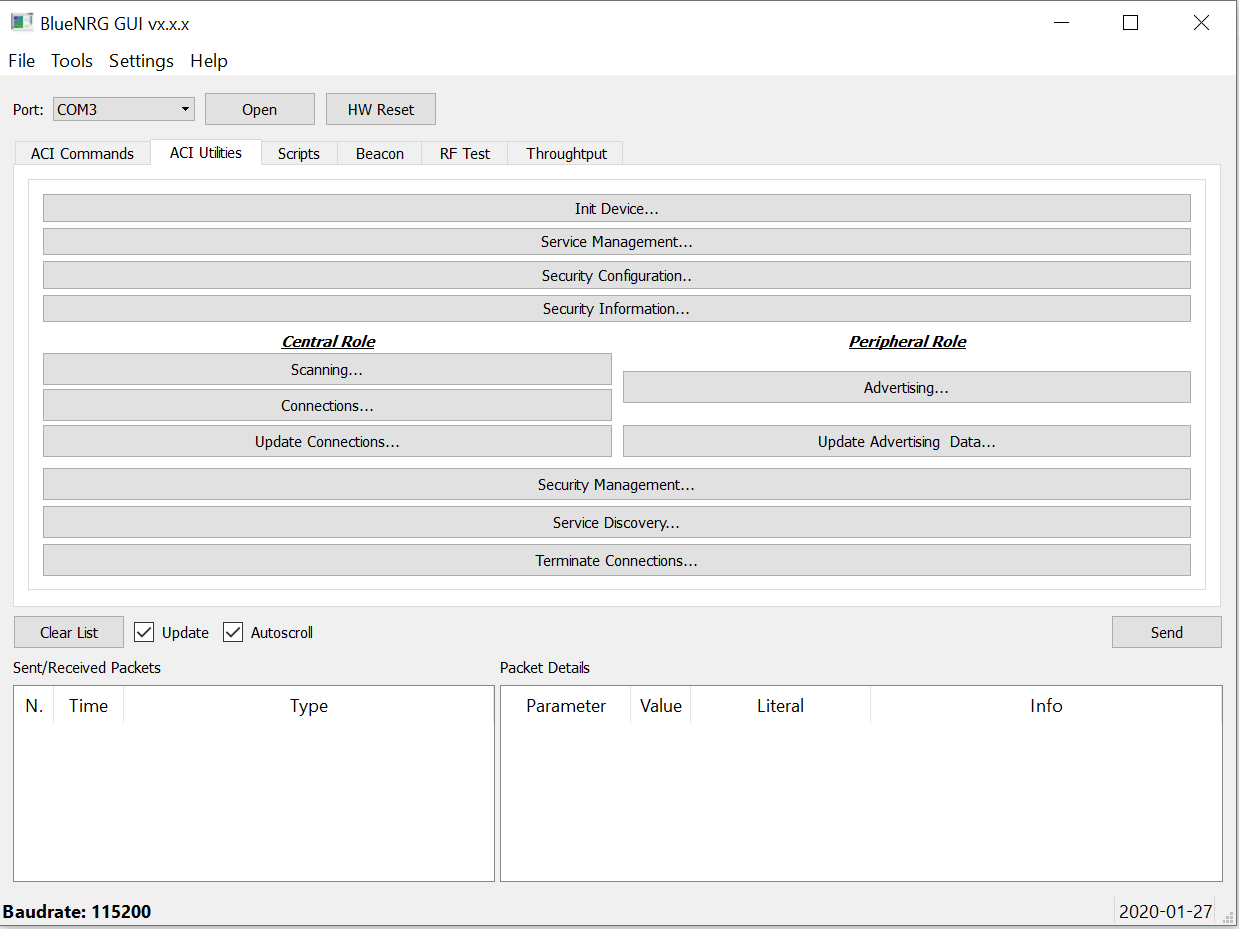 BlueNRG GUI vx.x.x
File Tools Settings Help
Port: COM3 Open HW Reset
ACI Commands ACI Utilities Scripts Beacon RF Test Throughtput
Init Device...
Service Management...
Security Configuration..
Security Information...
Central Role Peripheral Role
Scanning...
Advertising...
Connections...
Update Connections... Update Advertising  Data...
Security Management...
Service Discovery...
Terminate Connections...
Clear List Update Autoscroll Send
Sent/Received Packets Packet Details
N. Time Type Parameter Value Literal Info
Baudrate: 115200 2020-01-27